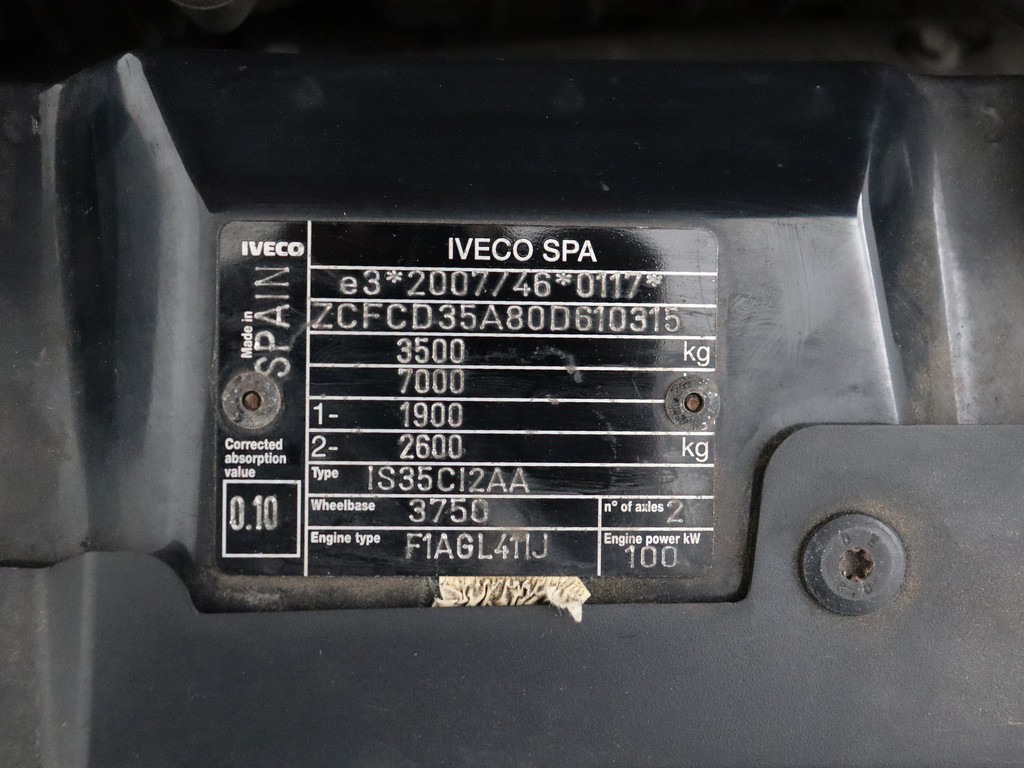 IVECO
IVECO SPA
Made in
SPAIN
e3*2007/46*0117*
ZCFCD35A80D610315
3500 kg
7000
1- 1900
2- 2600 kg
Corrected
absorption
value
0.10
Type IS35CI2AA
Wheelbase 3750
n° of axles 2
Engine type F1AGL411J
Engine power kW
100